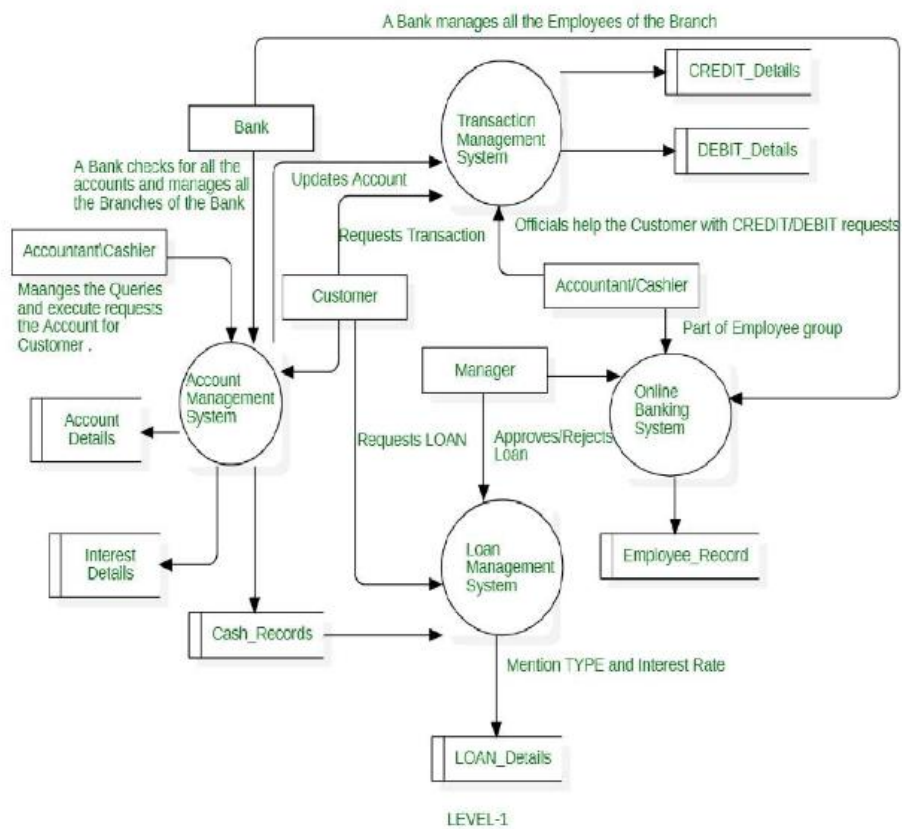 A Bank manages all the Employees of the Branch
CREDIT_Details
Bank
Transaction
Management
System
DEBIT_Details
A Bank checks for all the
accounts and manages all
the Branches of the Bank
Updates Account
Requests Transaction
Officials help the Customer with CREDIT/DEBIT requests
Accountant\Cashier
Customer
Accountant/Cashier
Maanges the Queries
and execute requests
the Account for
Customer .
Part of Employee group
Manager
Account
Management
System
Online
Banking
System
Account
Details
Requests LOAN
Approves/Rejects
Loan
Interest
Details
Loan
Management
System
Employee_Record
Cash_Records
Mention TYPE and Interest Rate
LOAN_Details
LEVEL-1